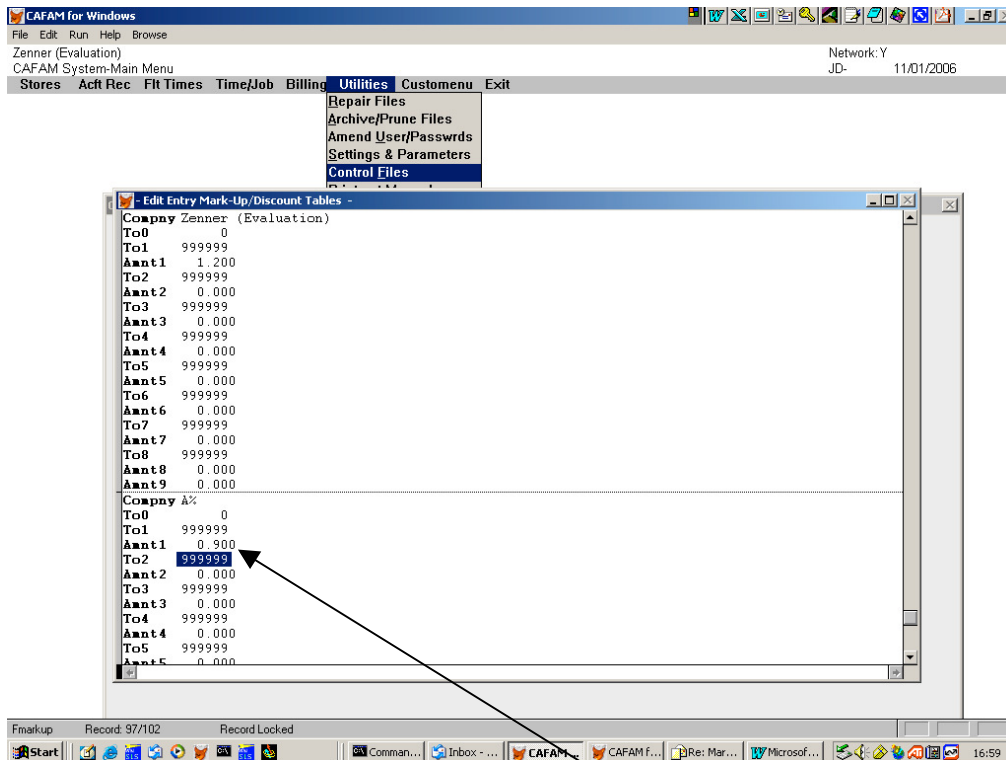 CAFAM for Windows
File Edit Run Help Browse
Zenner (Evaluation) Network: Y
CAFAM System-Main Menu JD- 11/01/2006
Stores Acft Rec Flt Times Time/Job Billing Utilities Customenu Exit
Repair Files
Archive/Prune Files
Amend User/Passwrds
Settings & Parameters
Control Files
- Edit Entry Mark-Up/Discount Tables -
Compny Zenner (Evaluation)
To0 0
To1 999999
Amnt1 1.200
To2 999999
Amnt2 0.000
To3 999999
Amnt3 0.000
To4 999999
Amnt4 0.000
To5 999999
Amnt5 0.000
To6 999999
Amnt6 0.000
To7 999999
Amnt7 0.000
To8 999999
Amnt8 0.000
Amnt9 0.000
Compny A%
To0 0
To1 999999
Amnt1 0.900
To2 999999
Amnt2 0.000
To3 999999
Amnt3 0.000
To4 999999
Amnt4 0.000
To5 999999
Amnt5 0.000
Fmarkup Record: 97/102 Record Locked
Start Comman... Inbox - ... CAFAM ... CAFAM f... Re: Mar... Microsof... 16:59